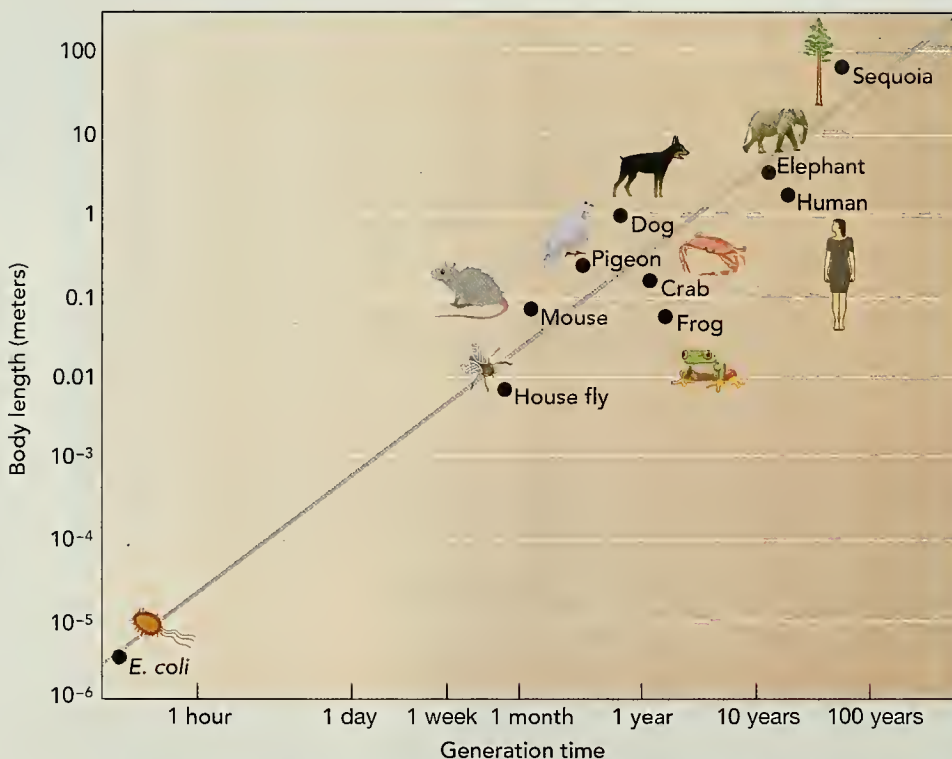 100
Sequoia
10
Elephant
Human
1
Dog
Pigeon
Crab
0.1
Mouse
Frog
0.01
House fly
10⁻³
10⁻⁴
10⁻⁵
E. coli
10⁻⁶
Body length (meters)
1 hour
1 day
1 week
1 month
1 year
10 years
100 years
Generation time